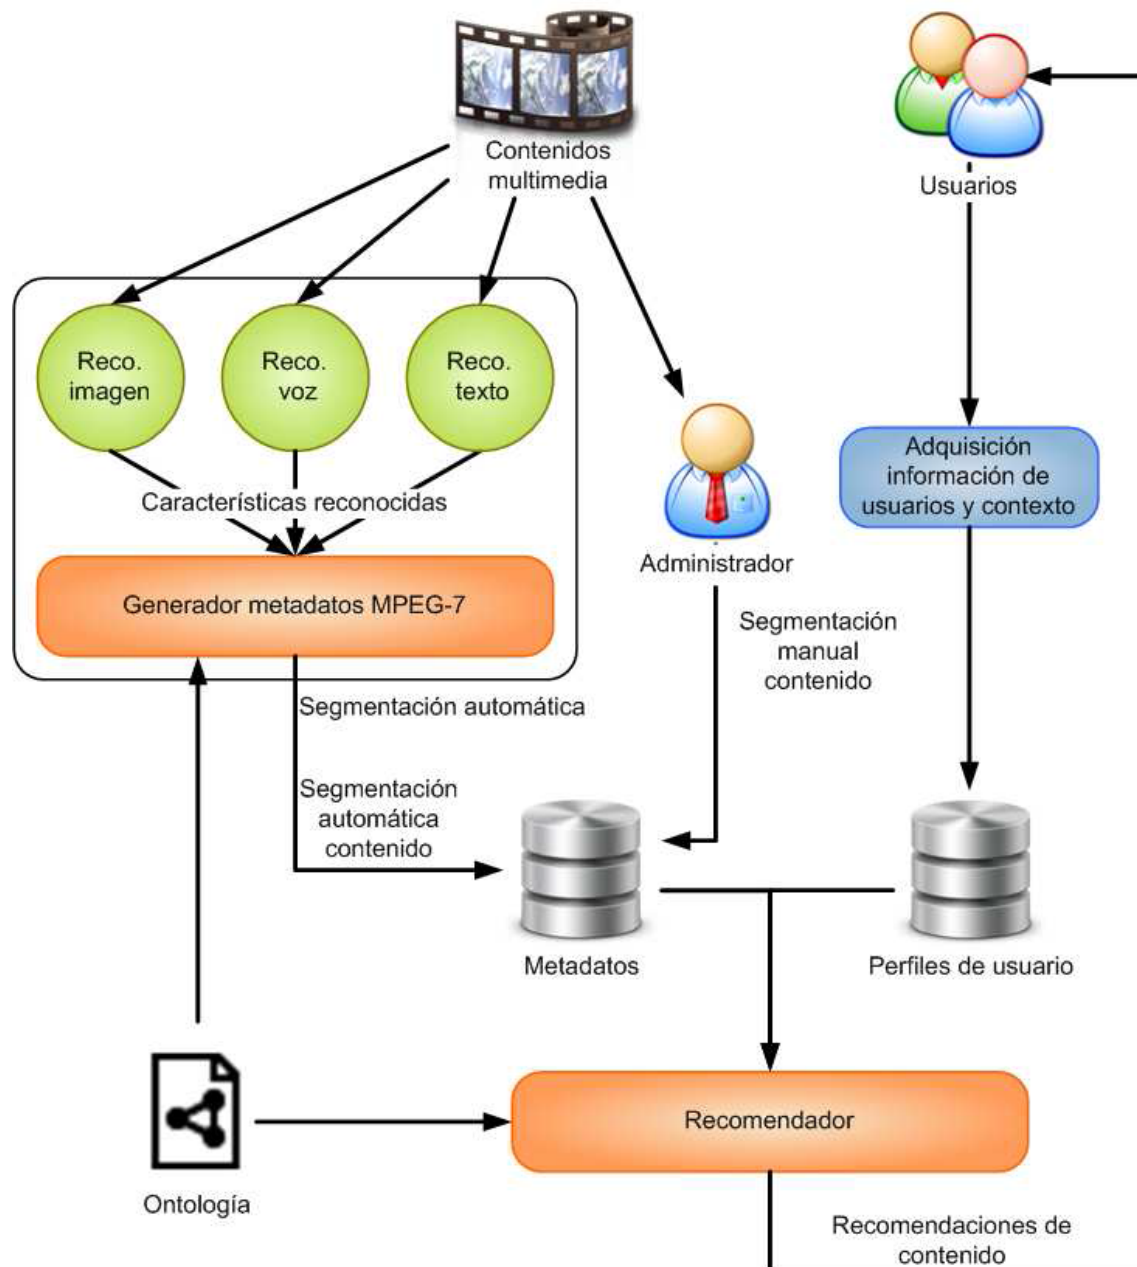 Contenidos
multimedia
Usuarios
Reco.
imagen
Reco.
voz
Reco.
texto
Caracterísficas reconocidas
Generador metadatos MPEG-7
Administrador
Adquisición
información de
usuarios y contexto
Segmentación
manual
contenido
Segmentación automática
Segmentación
automática
contenido
Metadatos
Perfiles de usuario
Recomendador
Ontología
Recomendaciones de
contenido